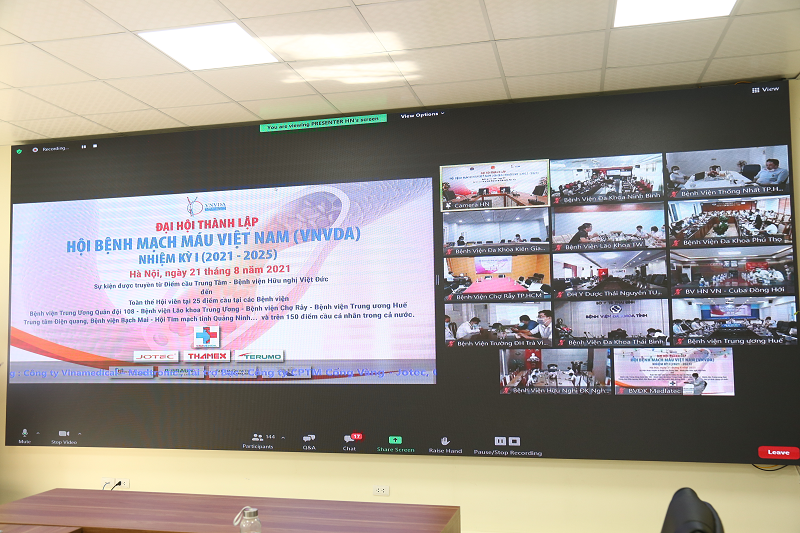 You are viewing PRESENTER HN's screen
View Options
View
Recording...
VNVDA
ĐẠI HỘI THÀNH LẬP
HỘI BỆNH MẠCH MÁU VIỆT NAM (VNVDA)
NHIỆM KỲ I (2021 - 2025)
Hà Nội, ngày 21 tháng 8 năm 2021
Sự kiện được truyền từ Điểm cầu Trung Tâm - Bệnh viện Hữu nghị Việt Đức
đến
Toàn thể Hội viên tại 25 điểm cầu tại các Bệnh viện
Bệnh viện Trung Ương Quân đội 108 - Bệnh viện Lão khoa Trung Ương - Bệnh viện Chợ Rẫy - Bệnh viện Trung ương Huế
Trung tâm Điện quang, Bệnh viện Bạch Mai - Hội Tim mạch tỉnh Quảng Ninh... và trên 150 điểm cầu cá nhân trong cả nước.
JOTEC THAMEX TERUMO
Camera HN
Bệnh Viện Đa Khoa Ninh Bình
Bệnh Viện Thống Nhất TP.H...
Bệnh Viện Đa Khoa Kiên Gia...
Bệnh Viện Lão Khoa TW
Bệnh Viện Đa Khoa Phú Thọ
Bệnh Viện Chợ Rẫy TP.HCM
ĐH Y Dược Thái Nguyên TU...
BV HN VN - Cuba Đồng Hới
Bệnh Viện Trường ĐH Trà Vi...
Bệnh Viện Đa Khoa Thái Bình
Bệnh viện Trung ương Huế
Bệnh Viện Hữu Nghị ĐK Ngh...
BVĐK Medlatec
Mute
Stop Video
Participants
144
Q&A
Chat
17
Share Screen
Raise Hand
Pause/Stop Recording
Leave